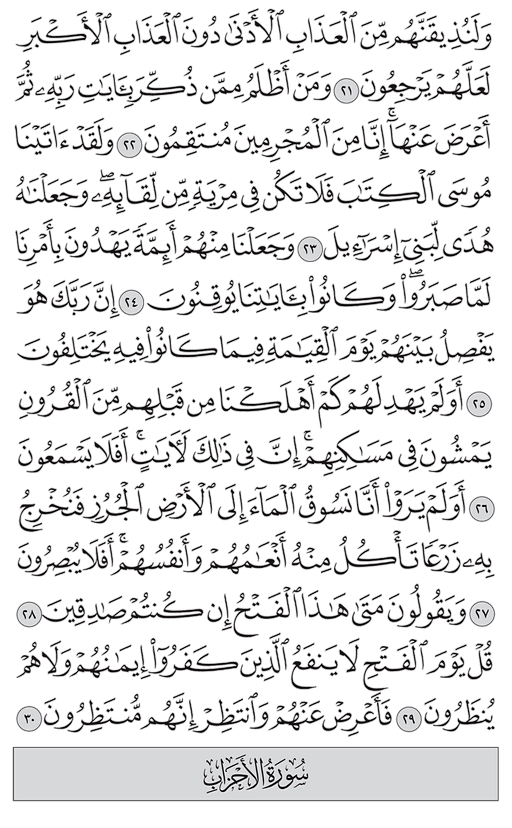 وَلَنُذِيقَنَّهُم مِّنَ ٱلْعَذَابِ ٱلْأَدْنَىٰ دُونَ ٱلْعَذَابِ ٱلْأَكْبَرِ
لَعَلَّهُمْ يَرْجِعُونَ ٢١ وَمَنْ أَظْلَمُ مِمَّن ذُكِّرَ بِـَٔايَـٰتِ رَبِّهِۦ ثُمَّ
أَعْرَضَ عَنْهَآ ۚ إِنَّا مِنَ ٱلْمُجْرِمِينَ مُنتَقِمُونَ ٢٢ وَلَقَدْ ءَاتَيْنَا
مُوسَى ٱلْكِتَـٰبَ فَلَا تَكُن فِى مِرْيَةٍ مِّن لِّقَآئِهِۦ ۖ وَجَعَلْنَـٰهُ
هُدًى لِّبَنِىٓ إِسْرَٰٓءِيلَ ٢٣ وَجَعَلْنَا مِنْهُمْ أَئِمَّةً يَهْدُونَ بِأَمْرِنَا
لَمَّا صَبَرُوا۟ ۖ وَكَانُوا۟ بِـَٔايَـٰتِنَا يُوقِنُونَ ٢٤ إِنَّ رَبَّكَ هُوَ
يَفْصِلُ بَيْنَهُمْ يَوْمَ ٱلْقِيَـٰمَةِ فِيمَا كَانُوا۟ فِيهِ يَخْتَلِفُونَ
٢٥ أَوَلَمْ يَهْدِ لَهُمْ كَمْ أَهْلَكْنَا مِن قَبْلِهِم مِّنَ ٱلْقُرُونِ
يَمْشُونَ فِى مَسَـٰكِنِهِمْ ۚ إِنَّ فِى ذَٰلِكَ لَـَٔايَـٰتٍ ۖ أَفَلَا يَسْمَعُونَ
٢٦ أَوَلَمْ يَرَوْا۟ أَنَّا نَسُوقُ ٱلْمَآءَ إِلَى ٱلْأَرْضِ ٱلْجُرُزِ فَنُخْرِجُ
بِهِۦ زَرْعًا تَأْكُلُ مِنْهُ أَنْعَـٰمُهُمْ وَأَنفُسُهُمْ ۖ أَفَلَا يُبْصِرُونَ
٢٧ وَيَقُولُونَ مَتَىٰ هَـٰذَا ٱلْفَتْحُ إِن كُنتُمْ صَـٰدِقِينَ ٢٨
قُلْ يَوْمَ ٱلْفَتْحِ لَا يَنفَعُ ٱلَّذِينَ كَفَرُوٓا۟ إِيمَـٰنُهُمْ وَلَا هُمْ
يُنظَرُونَ ٢٩ فَأَعْرِضْ عَنْهُمْ وَٱنتَظِرْ إِنَّهُم مُّنتَظِرُونَ ٣٠
سُورَةُ الأَحْزَابِ